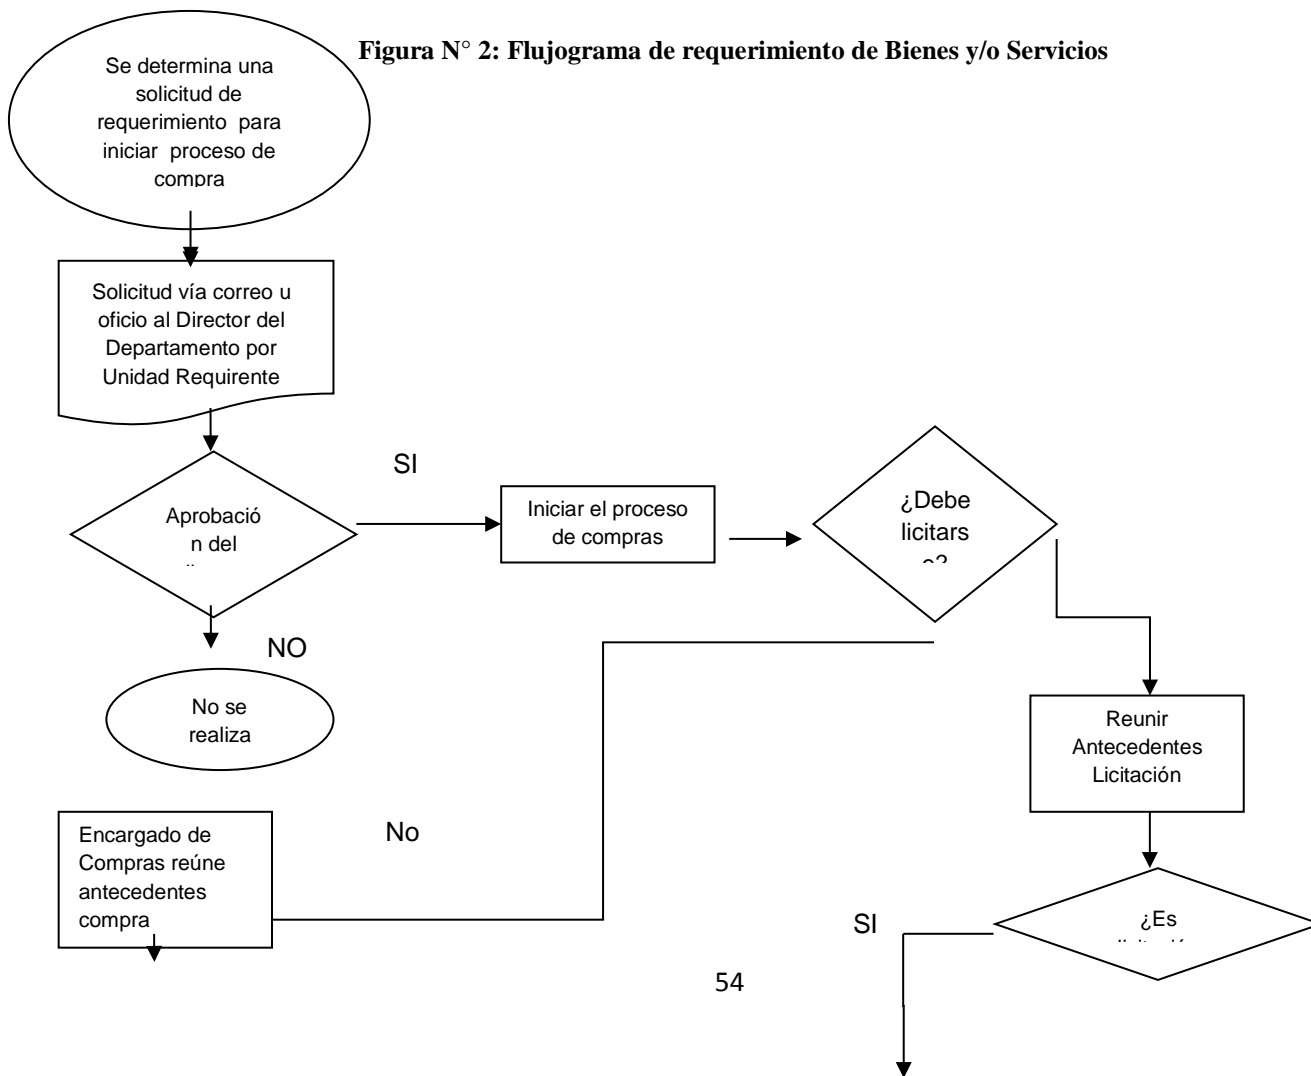 Figura N° 2: Flujograma de requerimiento de Bienes y/o Servicios
Se determina una
solicitud de
requerimiento para
iniciar proceso de
compra
Solicitud vía correo u
oficio al Director del
Departamento por
Unidad Requirente
SI
Aprobació
n del
NO
No se
realiza
Iniciar el proceso
de compras
¿Debe
licitars
e?
Reunir
Antecedentes
Licitación
No
Encargado de
Compras reúne
antecedentes
compra
SI
¿Es
54